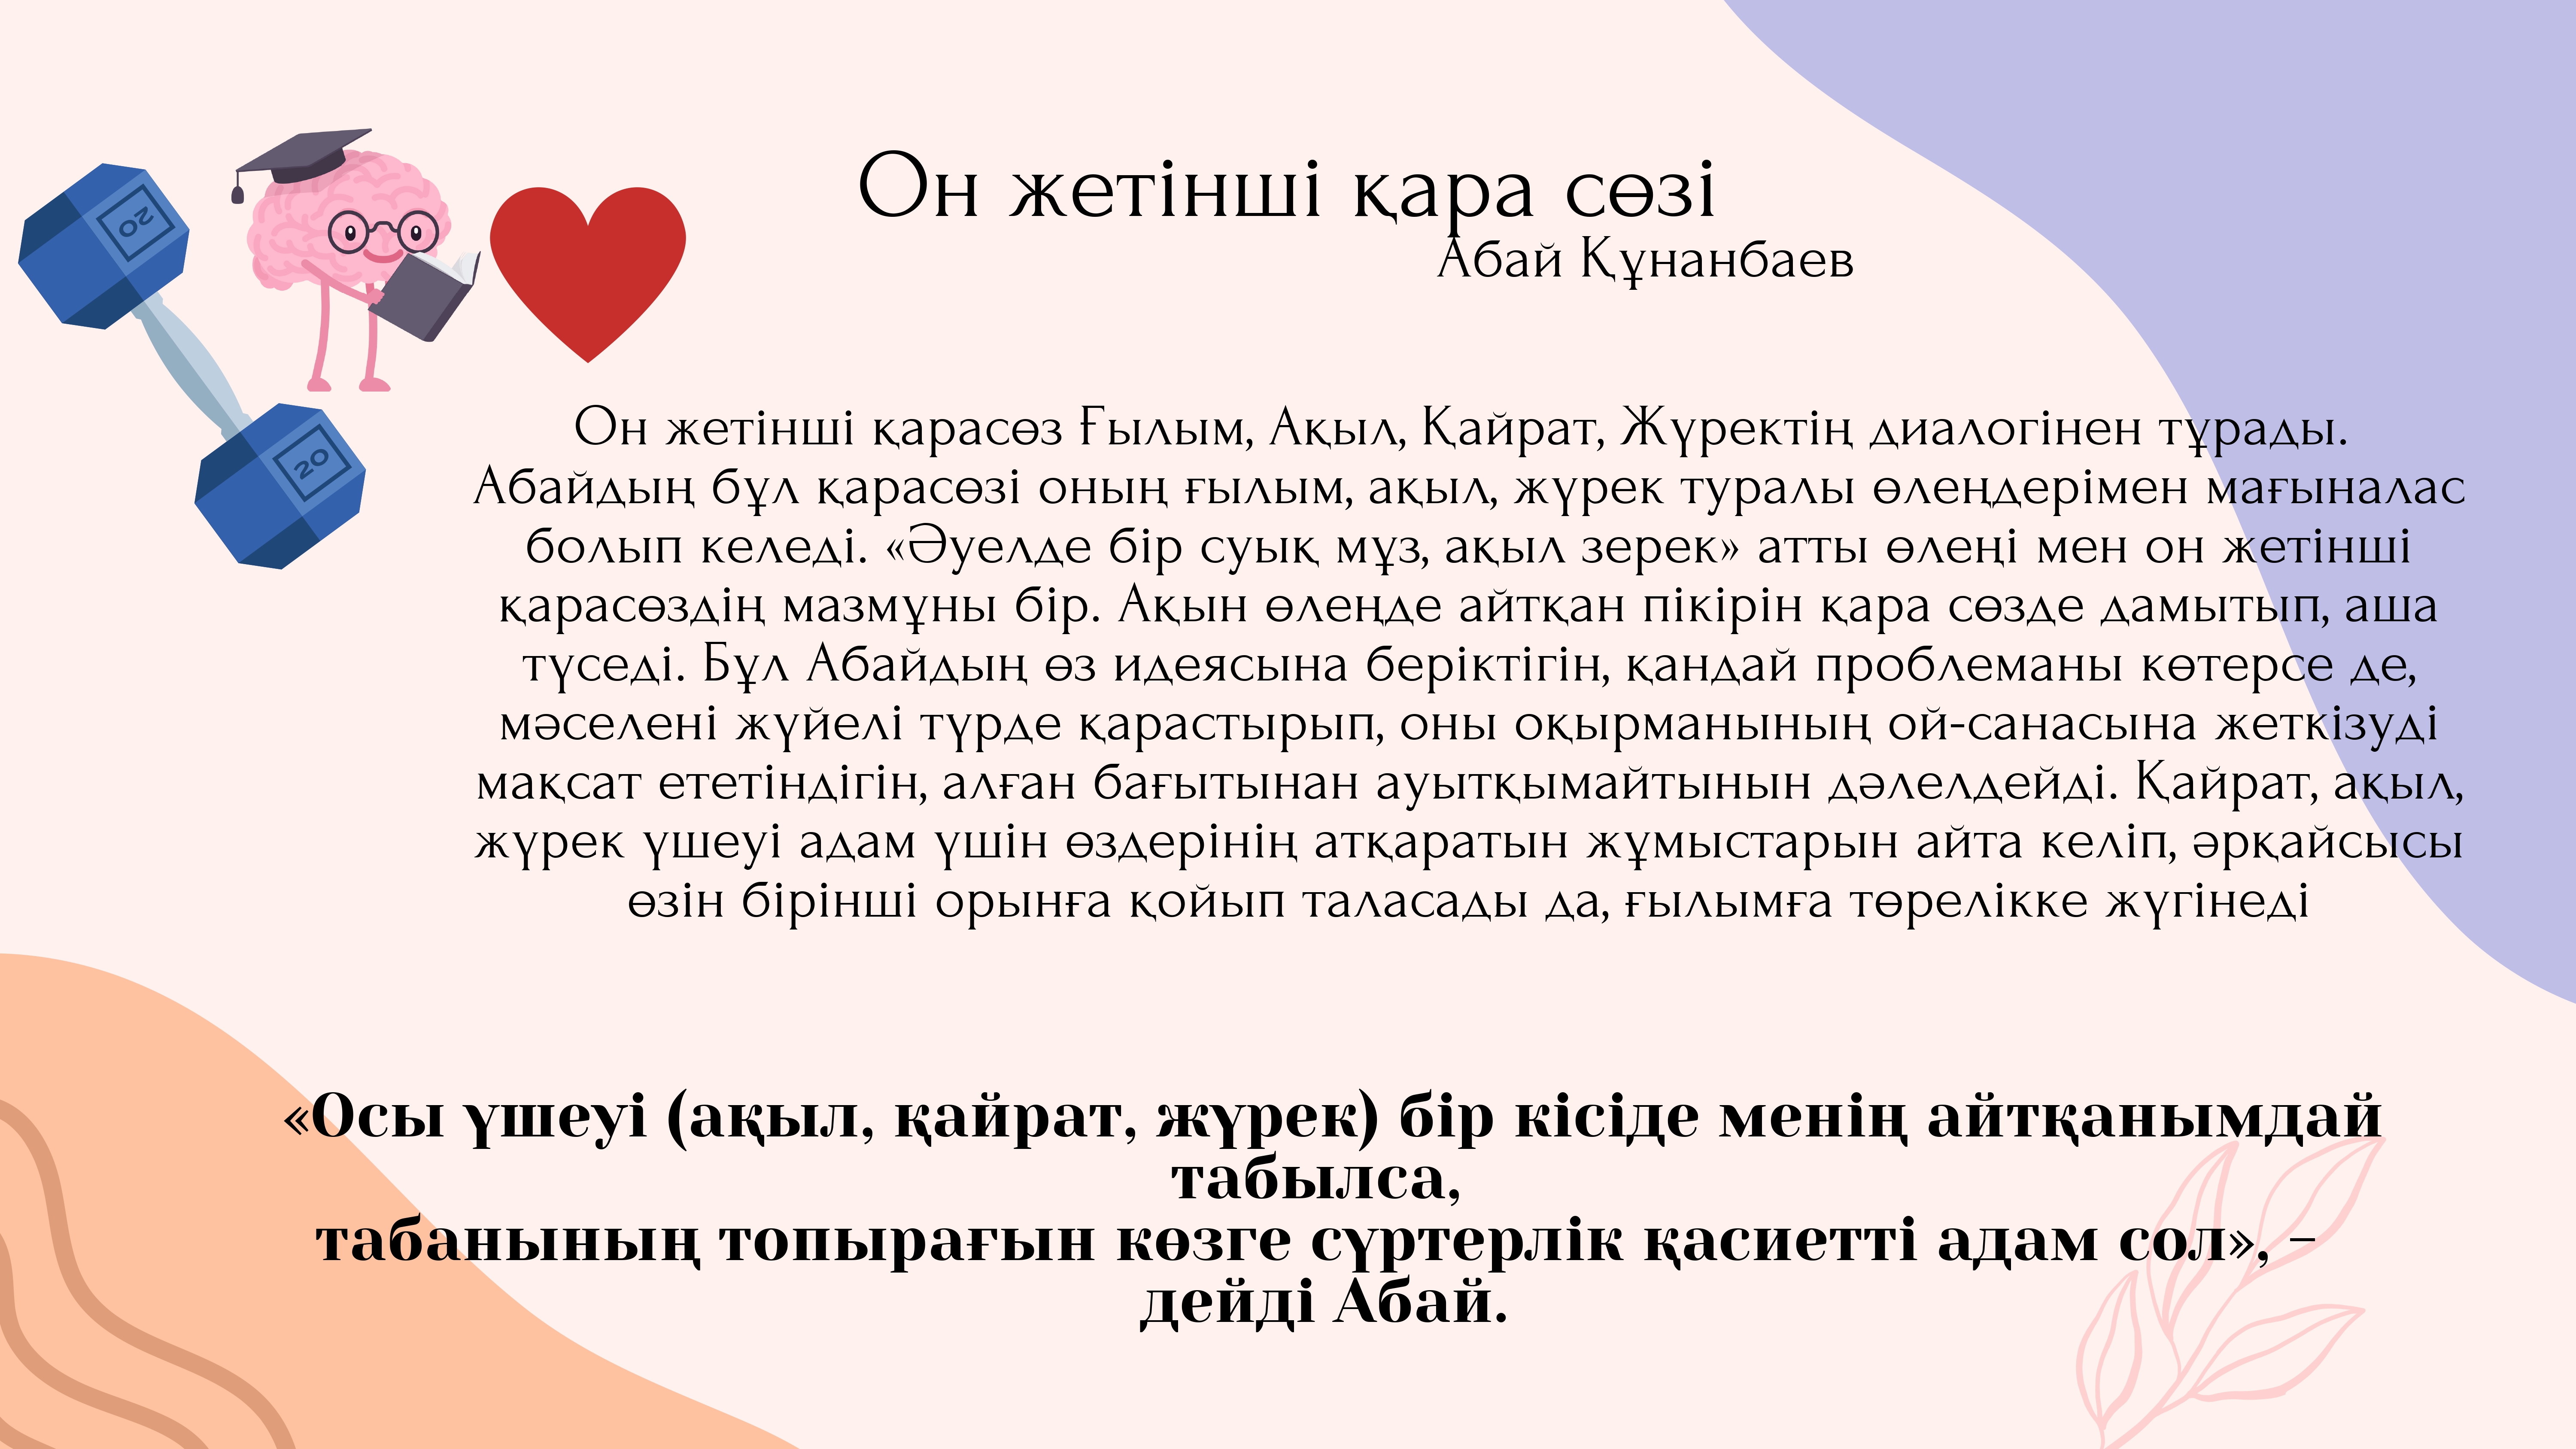 Он жетінші қара сөзі
Абай Құнанбаев
20
20
Он жетінші қарасөз Ғылым, Ақыл, Қайрат, Жүректің диалогінен тұрады.
Абайдың бұл қарасөзі оның ғылым, ақыл, жүрек туралы өлеңдерімен мағыналас
болып келеді. «Әуелде бір суық мұз, ақыл зерек» атты өлеңі мен он жетінші
қарасөздің мазмұны бір. Ақын өлеңде айтқан пікірін қара сөзде дамытып, аша
түседі. Бұл Абайдың өз идеясына беріктігін, қандай проблеманы көтерсе де,
мәселені жүйелі түрде қарастырып, оны оқырманының ой-санасына жеткізуді
мақсат ететіндігін, алған бағытынан ауытқымайтынын дәлелдейді. Қайрат, ақыл,
жүрек үшеуі адам үшін өздерінің атқаратын жұмыстарын айта келіп, әрқайсысы
өзін бірінші орынға қойып таласады да, ғылымға төрелікке жүгінеді
«Осы үшеуі (ақыл, қайрат, жүрек) бір кісіде менің айтқанымдай
табылса,
табанының топырағын көзге сүртерлік қасиетті адам сол», –
дейді Абай.